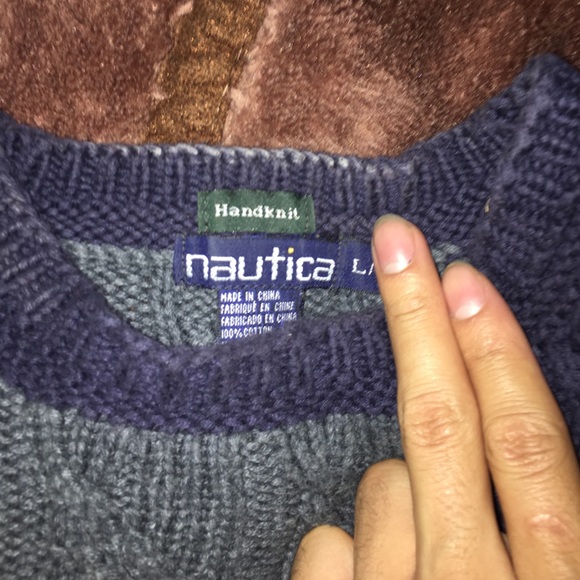 Handknit
nautica L/
MADE IN CHINA
FABRIQUÉ EN CHINE
FABRICADO EN CHINA
100% COTTON